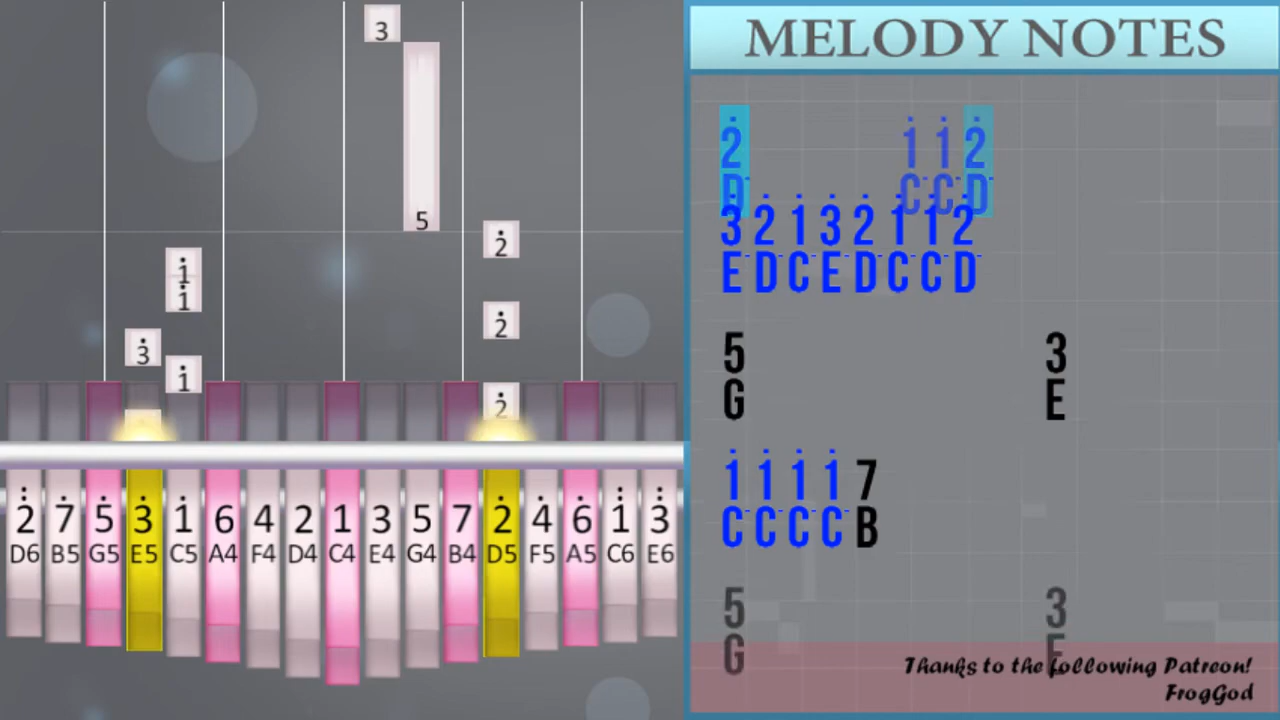 MELODY NOTES
3
5
2̇
1̇
1̇
2̇
3̇
1̇
2̇
2̇ 1̇ 1̇ 2̇
D C C D
3̇ 2̇ 1̇ 3̇ 2̇ 1̇ 1̇ 2̇
E D C E D C C D
5 3
G E
1̇ 1̇ 1̇ 1̇ 7
C C C C B
5 3
G E
2̈ 7̇ 5̇ 3̇ 1̇ 6 4 2 1 3 5 7 2̇ 4̇ 6̇ 1̈ 3̈
D6 B5 G5 E5 C5 A4 F4 D4 C4 E4 G4 B4 D5 F5 A5 C6 E6
Thanks to the following Patreon!
FrogGod